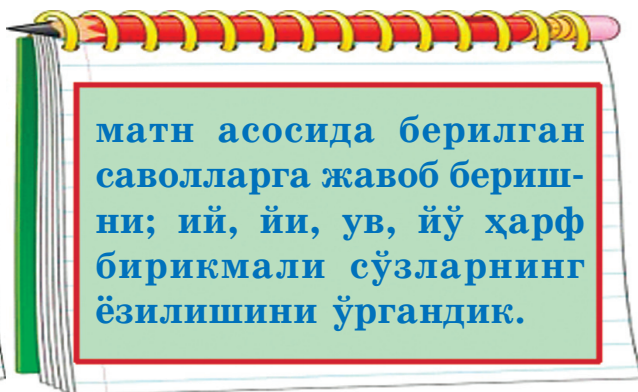 матн асосида берилган
саволларга жавоб бериш-
ни; ий, йи, ув, йў ҳарф
бирикмали сўзларнинг
ёзилишини ўргандик.